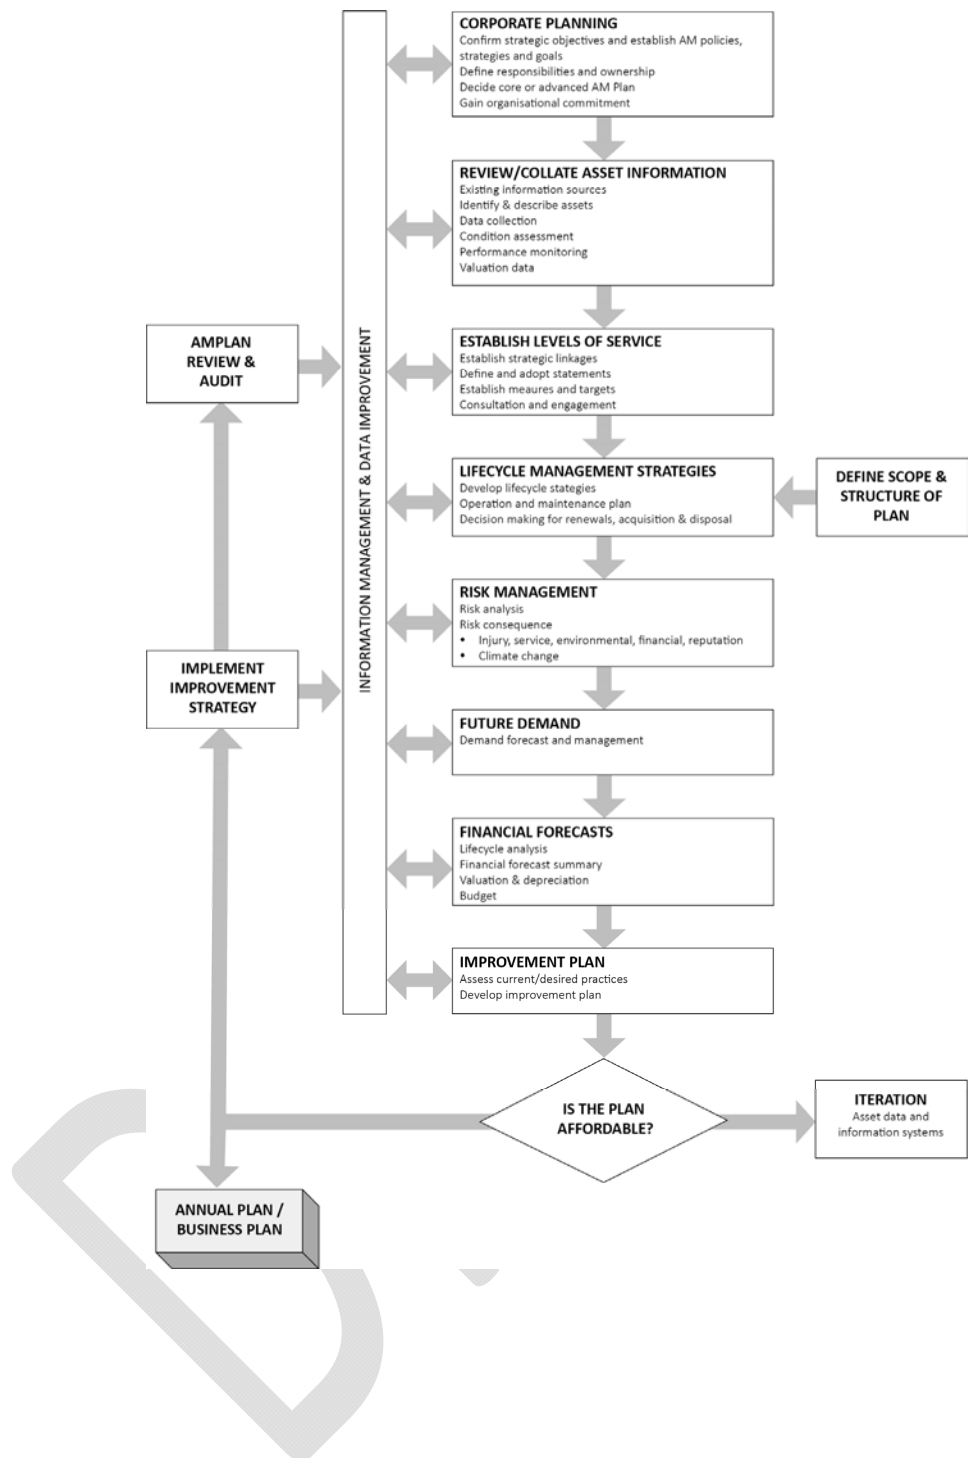 CORPORATE PLANNING
Confirm strategic objectives and establish AM policies,
strategies and goals
Define responsibilities and ownership
Decide core or advanced AM Plan
Gain organisational commitment
REVIEW/COLLATE ASSET INFORMATION
Existing information sources
Identify & describe assets
Data collection
Condition assessment
Performance monitoring
Valuation data
INFORMATION MANAGEMENT & DATA IMPROVEMENT
AMPLAN
REVIEW &
AUDIT
ESTABLISH LEVELS OF SERVICE
Establish strategic linkages
Define and adopt statements
Establish meaures and targets
Consultation and engagement
LIFECYCLE MANAGEMENT STRATEGIES
Develop lifecycle stategies
Operation and maintenance plan
Decision making for renewals, acquisition & disposal
DEFINE SCOPE &
STRUCTURE OF
PLAN
RISK MANAGEMENT
Risk analysis
Risk consequence
• Injury, service, environmental, financial, reputation
• Climate change
IMPLEMENT
IMPROVEMENT
STRATEGY
FUTURE DEMAND
Demand forecast and management
FINANCIAL FORECASTS
Lifecycle analysis
Financial forecast summary
Valuation & depreciation
Budget
IMPROVEMENT PLAN
Assess current/desired practices
Develop improvement plan
IS THE PLAN
AFFORDABLE?
ITERATION
Asset data and
information systems
ANNUAL PLAN /
BUSINESS PLAN